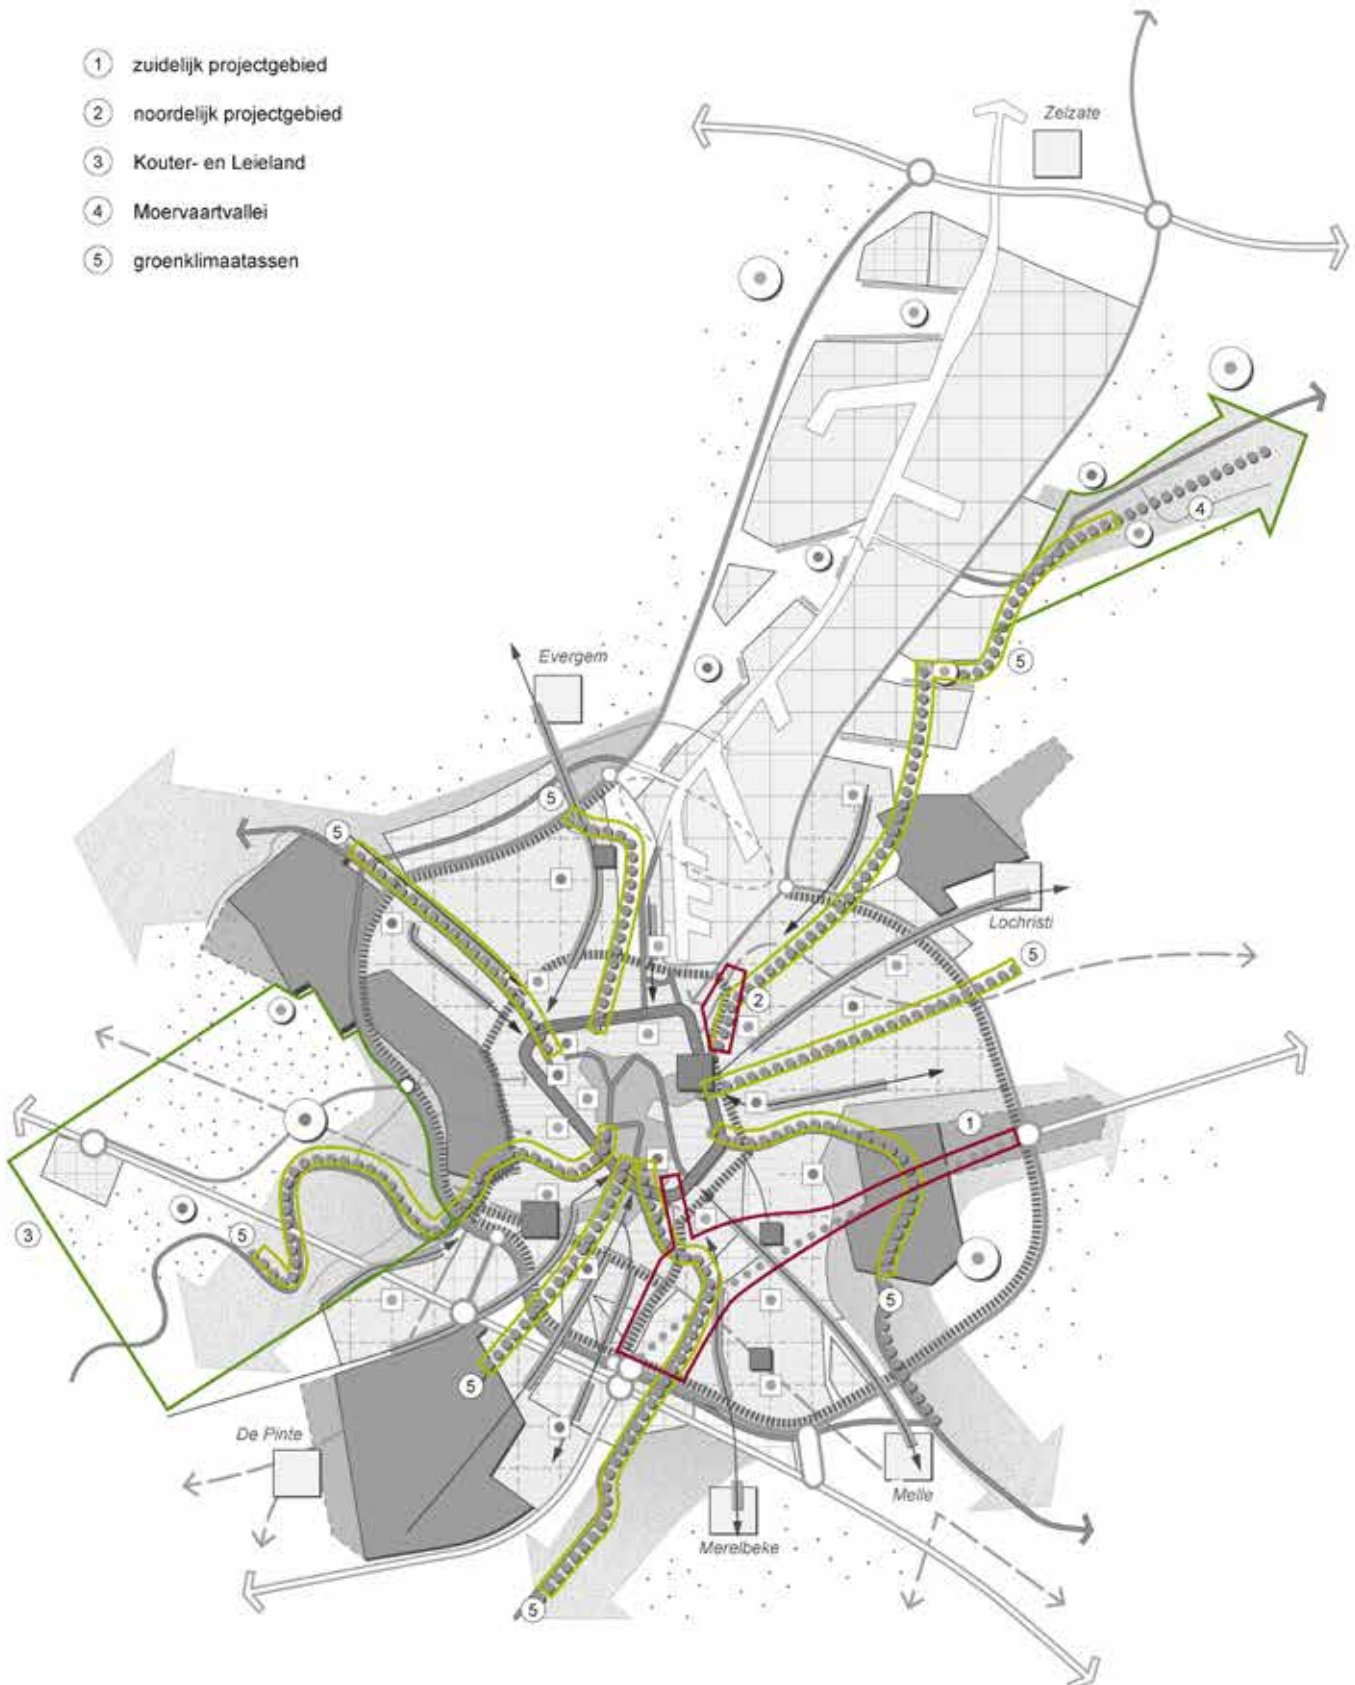 1 zuidelijk projectgebied
2 noordelijk projectgebied
3 Kouter- en Leieland
4 Moervaartvallei
5 groenklimaatassen
Zelzate
4
Evergem
5
5
5
Lochristi
5
2
1
3
5
5
5
De Pinte
Melle
Merelbeke
5